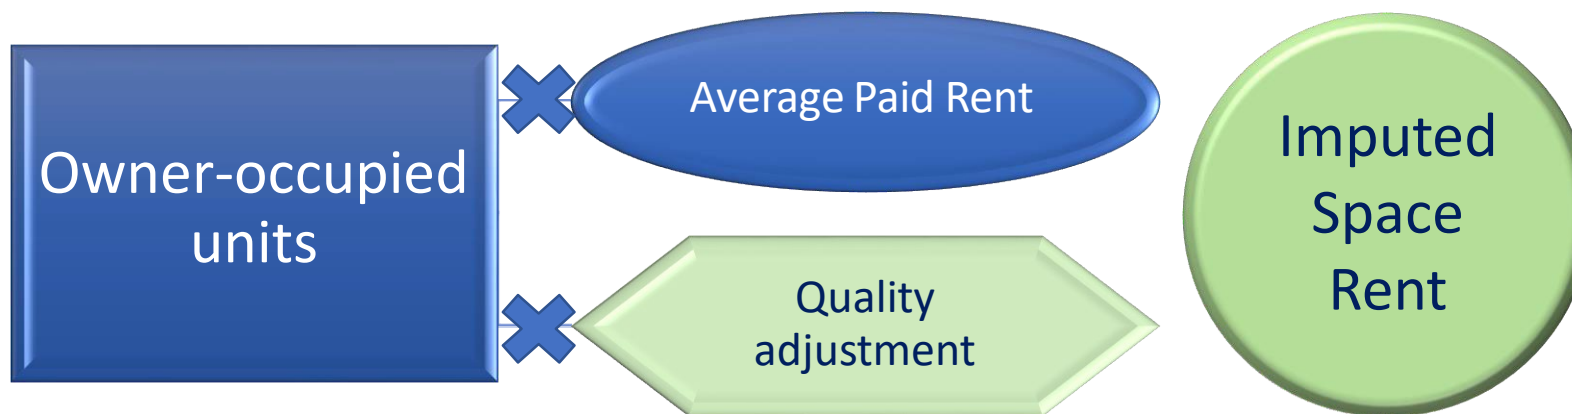 Owner-occupied
units
Average Paid Rent
Quality
adjustment
Imputed
Space
Rent